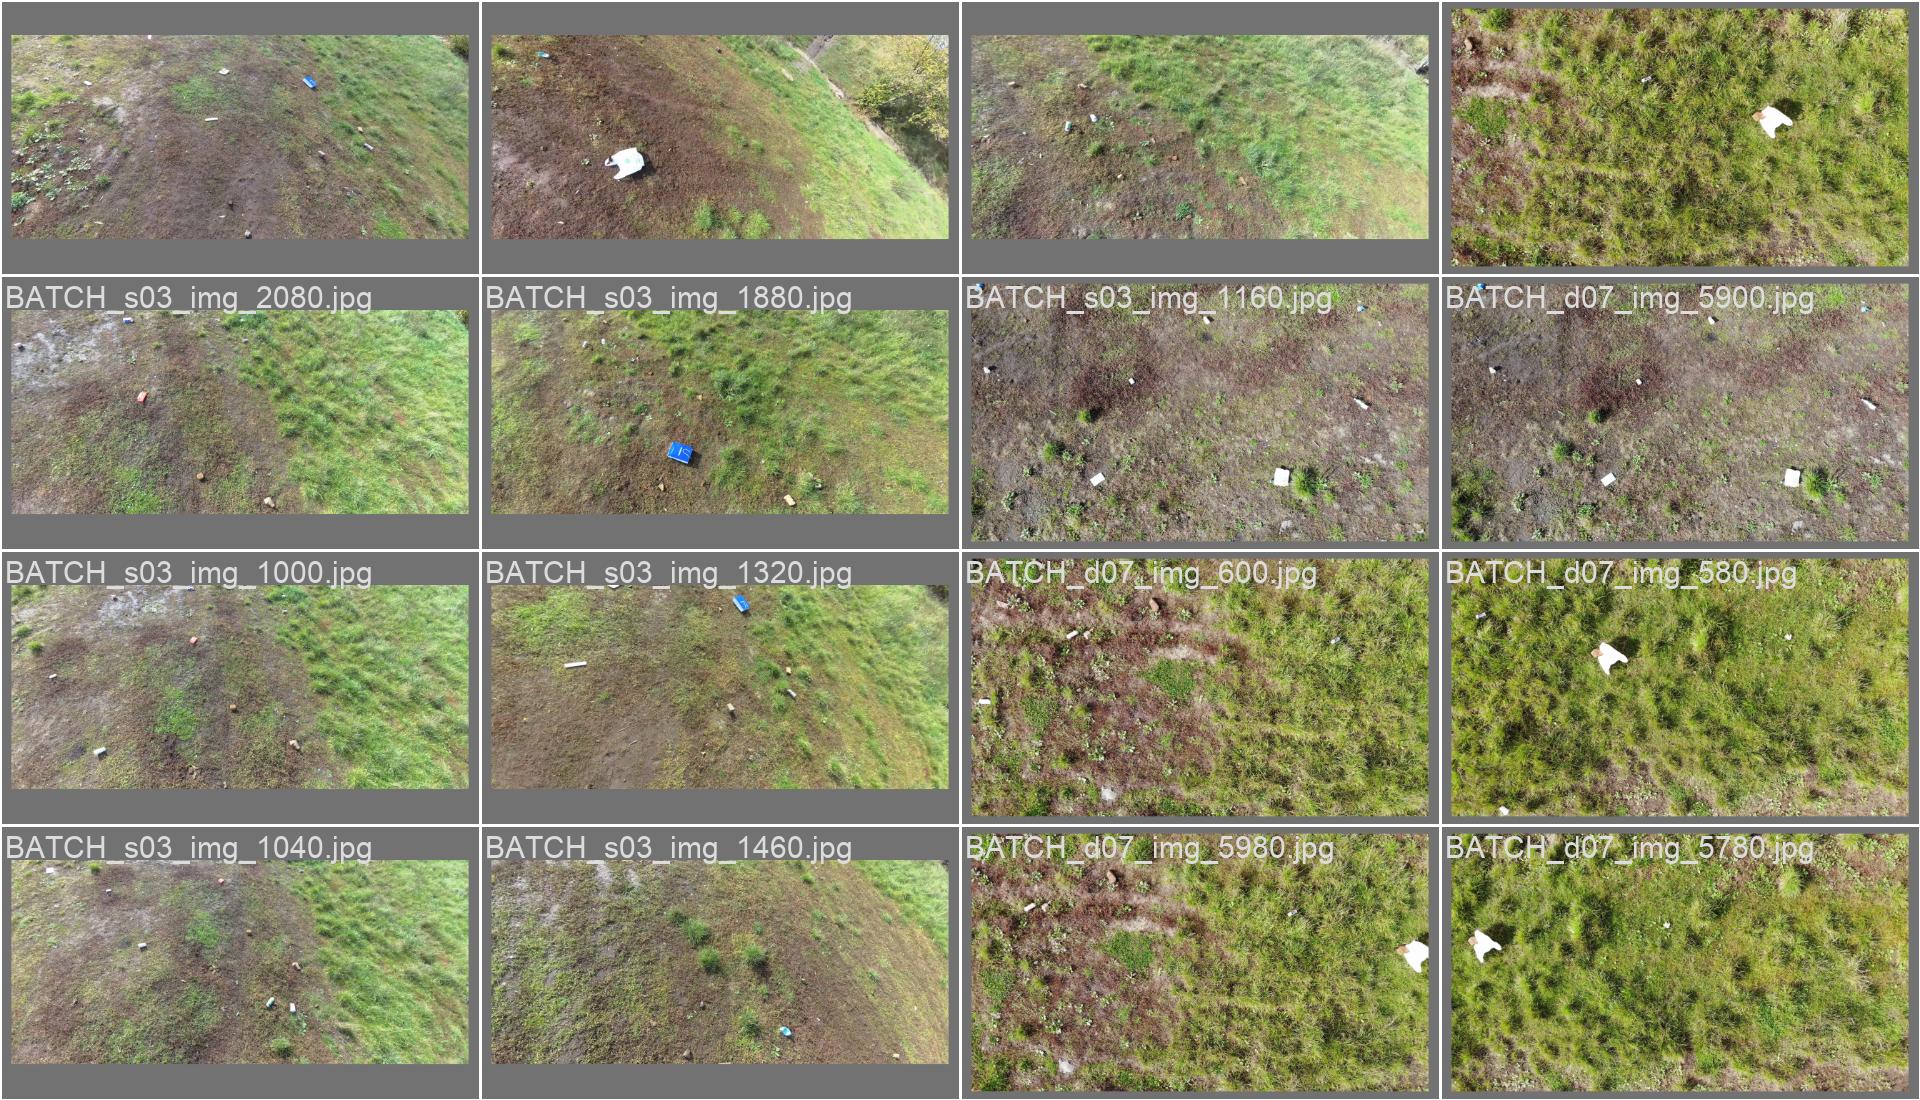 BATCH_s03_img_2080.jpg
BATCH_s03_img_1880.jpg
BATCH_s03_img_1160.jpg
BATCH_d07_img_5900.jpg
BATCH_s03_img_1000.jpg
BATCH_s03_img_1320.jpg
BATCH_d07_img_600.jpg
BATCH_d07_img_580.jpg
BATCH_s03_img_1040.jpg
BATCH_s03_img_1460.jpg
BATCH_d07_img_5980.jpg
BATCH_d07_img_5780.jpg